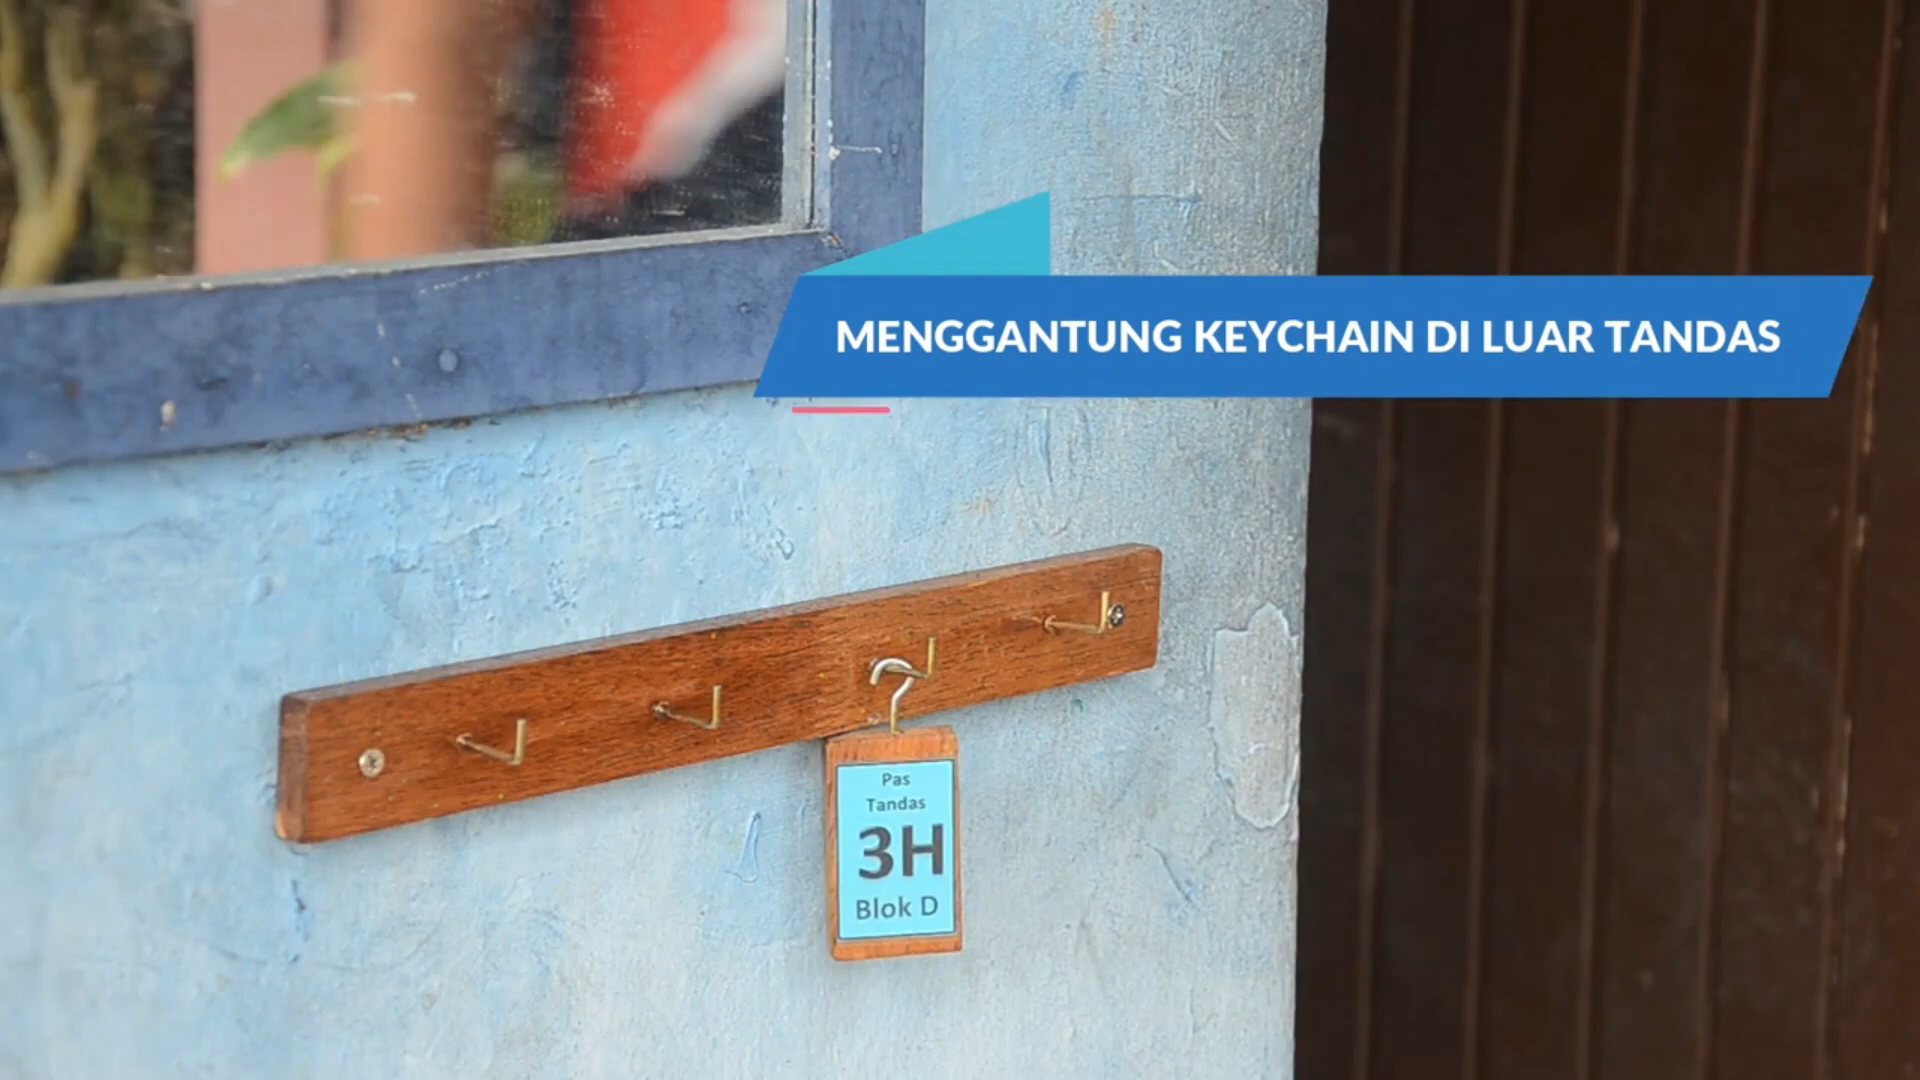 MENGGANTUNG KEYCHAIN DI LUAR TANDAS
Pas
Tandas
3H
Blok D